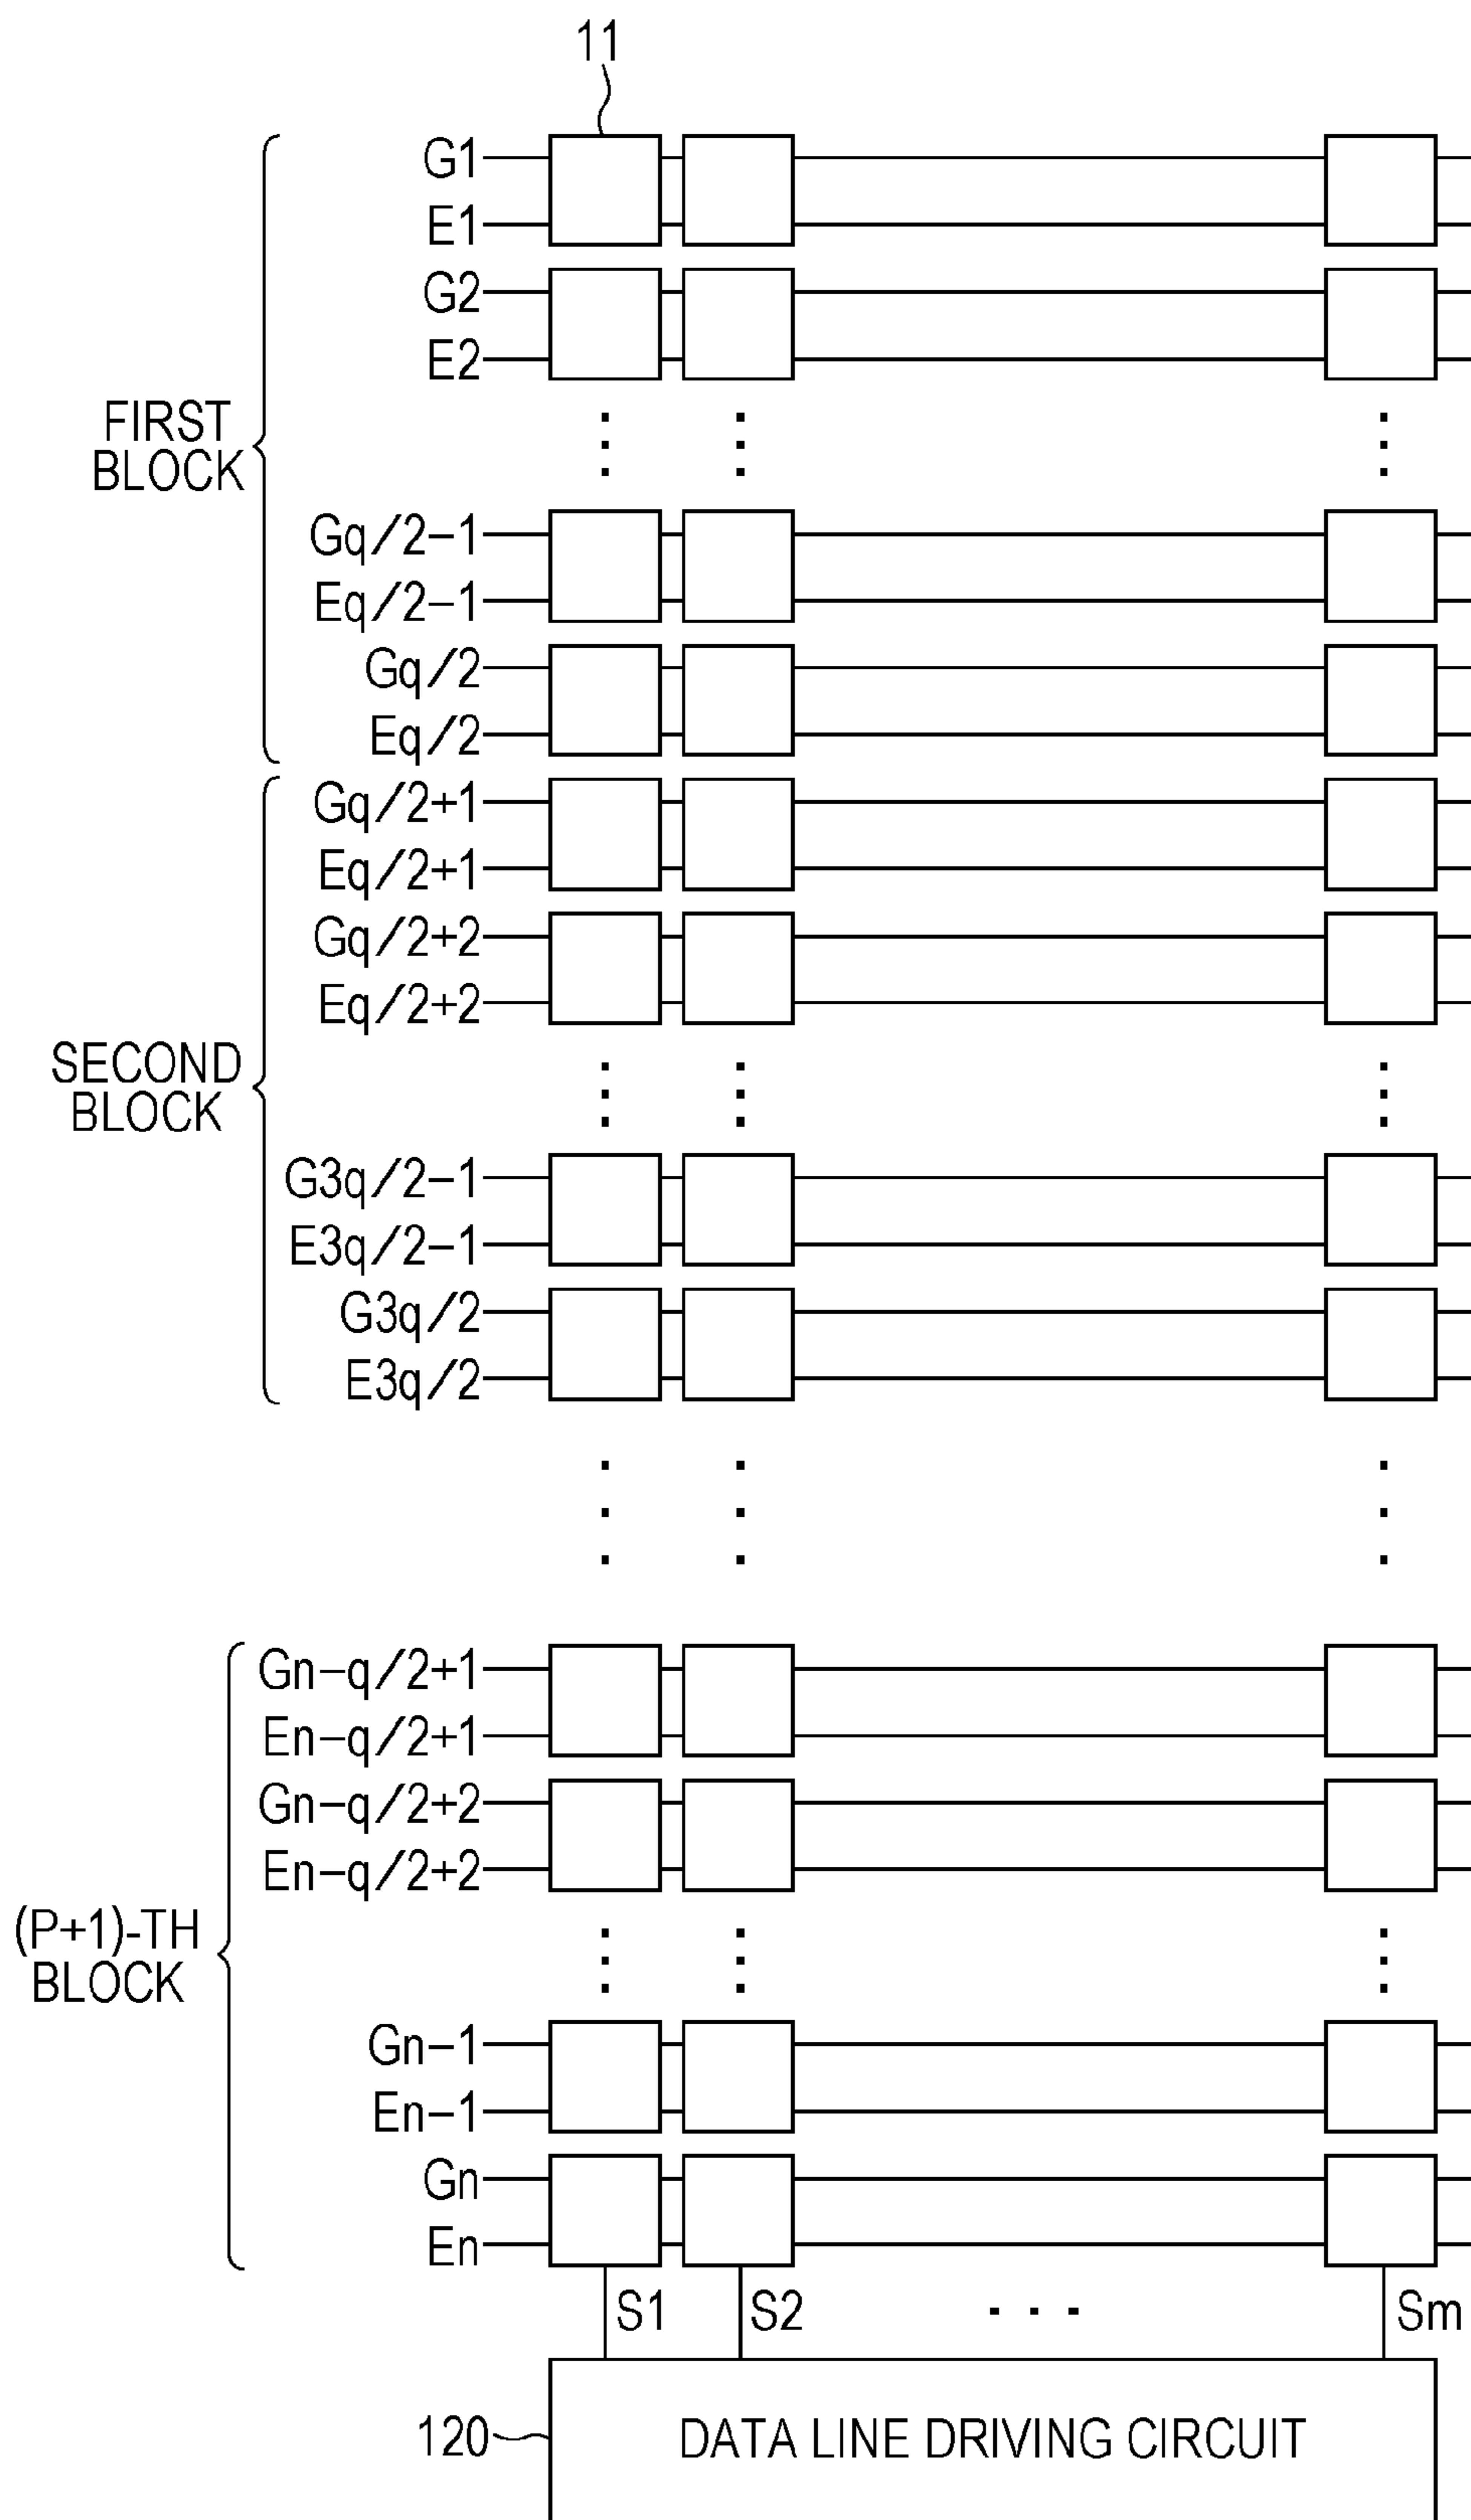 11
G1
E1
G2
E2
FIRST
BLOCK
Gq/2-1
Eq/2-1
Gq/2
Eq/2
Gq/2+1
Eq/2+1
Gq/2+2
Eq/2+2
SECOND
BLOCK
G3q/2-1
E3q/2-1
G3q/2
E3q/2
Gn-q/2+1
En-q/2+1
Gn-q/2+2
En-q/2+2
(P+1)-TH
BLOCK
Gn-1
En-1
Gn
En
S1 S2 ... Sm
120 DATA LINE DRIVING CIRCUIT